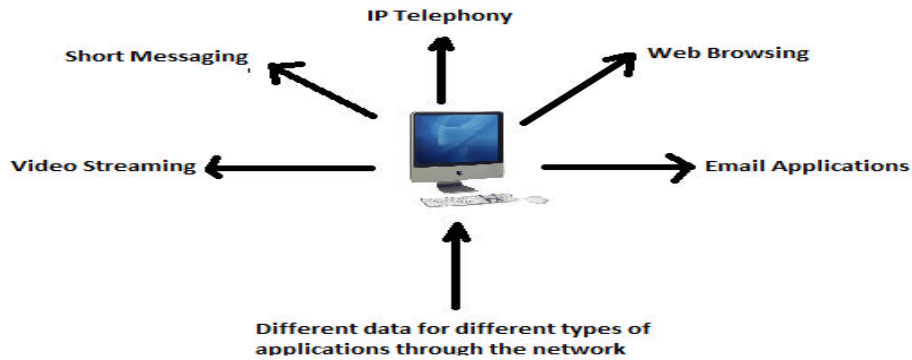 IP Telephony
Short Messaging
Web Browsing
Video Streaming
Email Applications
Different data for different types of
applications through the network